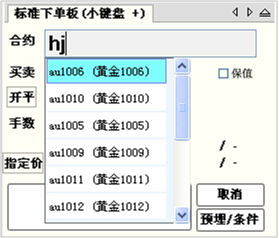 标准下单板(小键盘 +)
合约 hj
买卖 au1006 (黄金1006) 保值
开平 au1010 (黄金1010)
手数 au1005 (黄金1005)
au1009 (黄金1009) / -
指定价 au1011 (黄金1011) / -
au1012 (黄金1012) 取消
预埋/条件